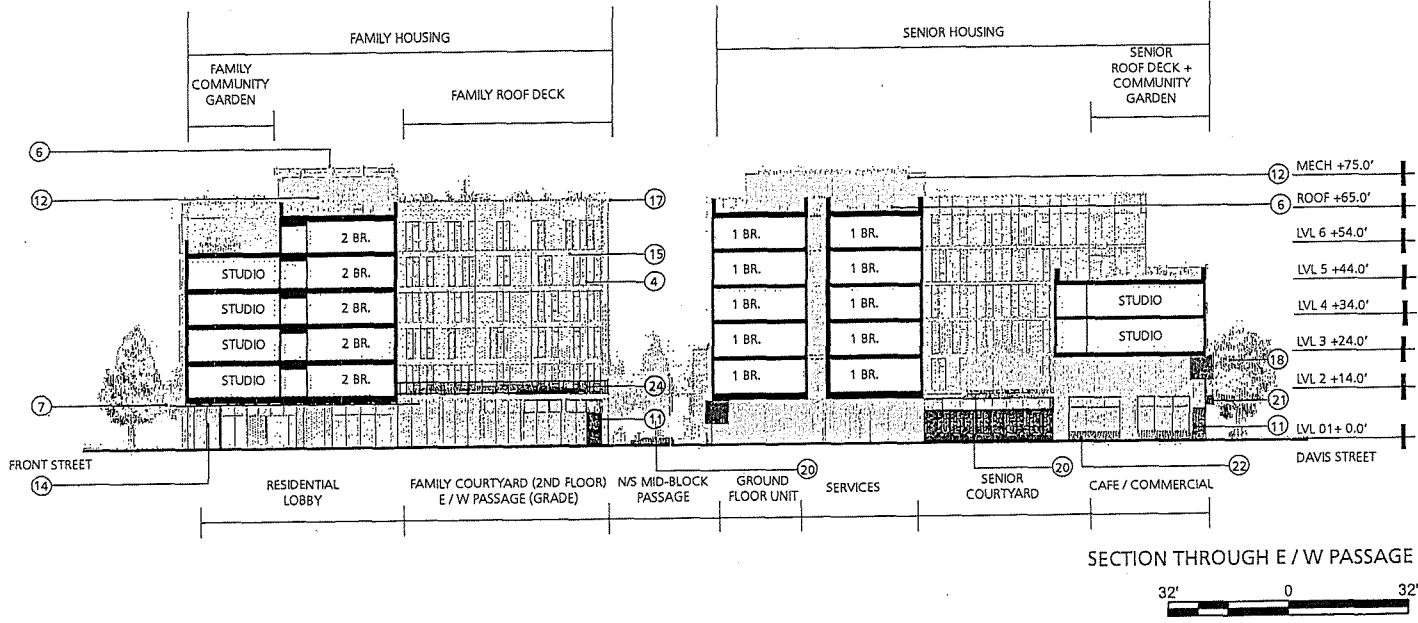 FAMILY HOUSING
SENIOR HOUSING
FAMILY
COMMUNITY
GARDEN
FAMILY ROOF DECK
SENIOR
ROOF DECK +
COMMUNITY
GARDEN
6
12
7
14
17
15
4
24
11
20
12
6
18
21
11
22
20
MECH +75.0'
ROOF +65.0'
LVL 6 +54.0'
LVL 5 +44.0'
LVL 4 +34.0'
LVL 3 +24.0'
LVL 2 +14.0'
LVL 01+ 0.0'
2 BR.
STUDIO 2 BR.
STUDIO 2 BR.
STUDIO 2 BR.
STUDIO 2 BR.
1 BR. 1 BR.
1 BR. 1 BR.
1 BR. 1 BR.
1 BR. 1 BR.
1 BR. 1 BR.
STUDIO
STUDIO
FRONT STREET
DAVIS STREET
RESIDENTIAL
LOBBY
FAMILY COURTYARD (2ND FLOOR)
E / W PASSAGE (GRADE)
N/S MID-BLOCK
PASSAGE
GROUND
FLOOR UNIT
SERVICES
SENIOR
COURTYARD
CAFE / COMMERCIAL
SECTION THROUGH E / W PASSAGE
32' 0 32'